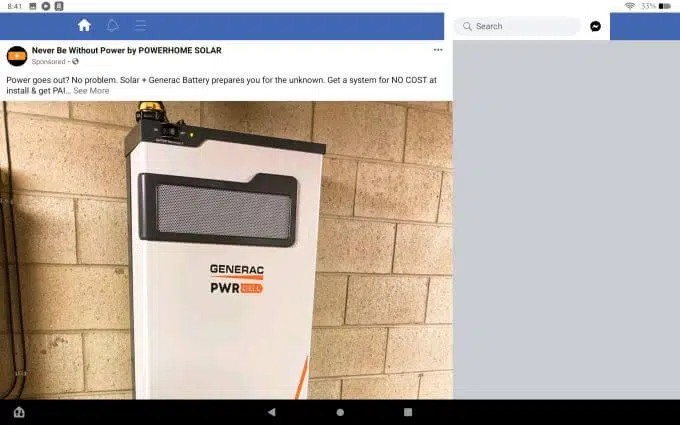 8:41
33%
Search
Never Be Without Power by POWERHOME SOLAR
Sponsored ·
Power goes out? No problem. Solar + Generac Battery prepares you for the unknown. Get a system for NO COST at
install & get PAI... See More
GENERAC
PWR CELL